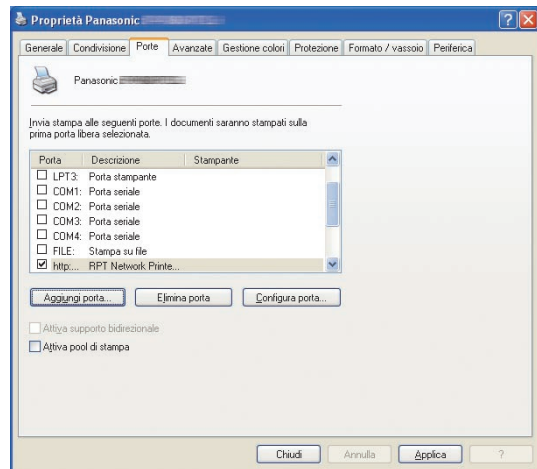 Proprietà Panasonic
Generale Condivisione Porte Avanzate Gestione colori Protezione Formato / vassoio Periferica
Panasonic
Invia stampa alle seguenti porte. I documenti saranno stampati sulla
prima porta libera selezionata.
Porta Descrizione Stampante
LPT3: Porta stampante
COM1: Porta seriale
COM2: Porta seriale
COM3: Porta seriale
COM4: Porta seriale
FILE: Stampa su file
http:... RPT Network Printe...
Aggiungi porta... Elimina porta Configura porta...
Attiva supporto bidirezionale
Attiva pool di stampa
Chiudi Annulla Applica ?